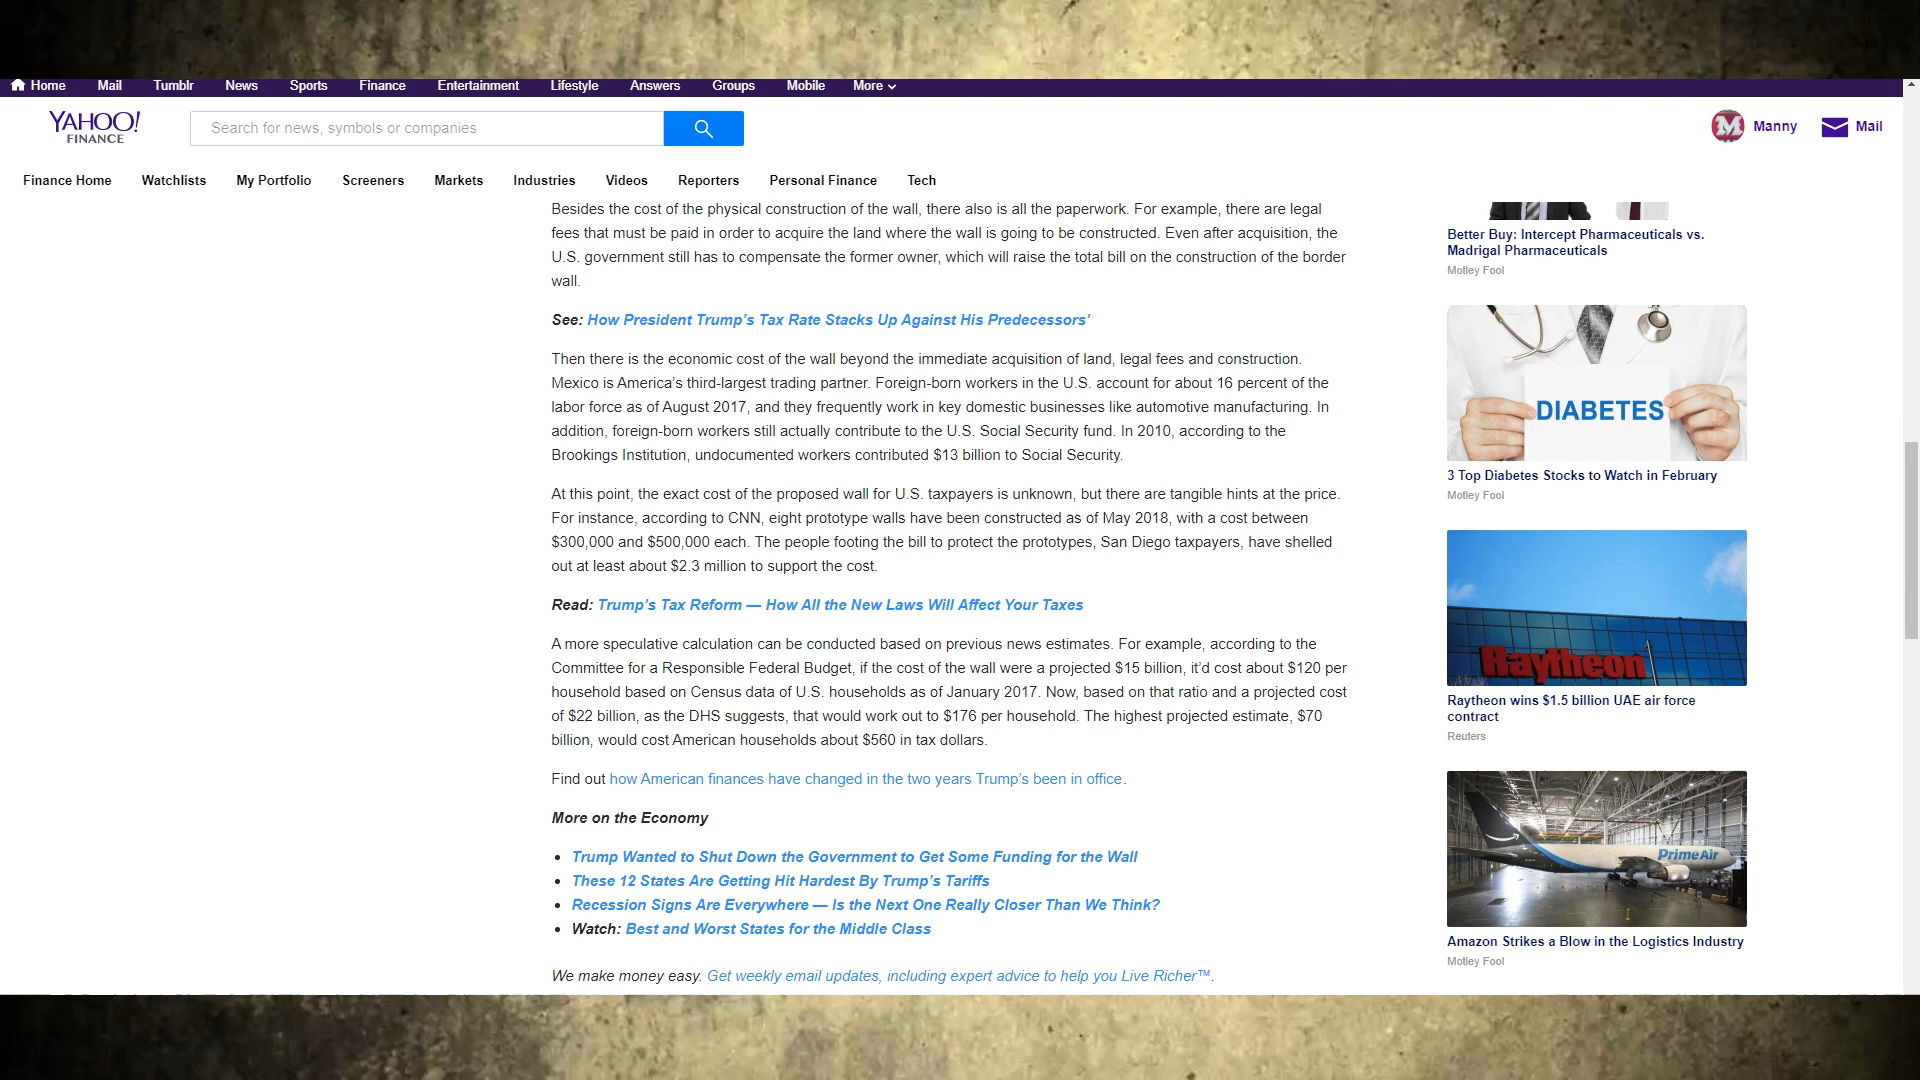 Home Mail Tumblr News Sports Finance Entertainment Lifestyle Answers Groups Mobile More
YAHOO!
FINANCE
Search for news, symbols or companies
M Manny Mail
Finance Home Watchlists My Portfolio Screeners Markets Industries Videos Reporters Personal Finance Tech
Besides the cost of the physical construction of the wall, there also is all the paperwork. For example, there are legal
fees that must be paid in order to acquire the land where the wall is going to be constructed. Even after acquisition, the
U.S. government still has to compensate the former owner, which will raise the total bill on the construction of the border
wall.
See: How President Trump’s Tax Rate Stacks Up Against His Predecessors’
Then there is the economic cost of the wall beyond the immediate acquisition of land, legal fees and construction.
Mexico is America’s third-largest trading partner. Foreign-born workers in the U.S. account for about 16 percent of the
labor force as of August 2017, and they frequently work in key domestic businesses like automotive manufacturing. In
addition, foreign-born workers still actually contribute to the U.S. Social Security fund. In 2010, according to the
Brookings Institution, undocumented workers contributed $13 billion to Social Security.
At this point, the exact cost of the proposed wall for U.S. taxpayers is unknown, but there are tangible hints at the price.
For instance, according to CNN, eight prototype walls have been constructed as of May 2018, with a cost between
$300,000 and $500,000 each. The people footing the bill to protect the prototypes, San Diego taxpayers, have shelled
out at least about $2.3 million to support the cost.
Read: Trump’s Tax Reform — How All the New Laws Will Affect Your Taxes
A more speculative calculation can be conducted based on previous news estimates. For example, according to the
Committee for a Responsible Federal Budget, if the cost of the wall were a projected $15 billion, it’d cost about $120 per
household based on Census data of U.S. households as of January 2017. Now, based on that ratio and a projected cost
of $22 billion, as the DHS suggests, that would work out to $176 per household. The highest projected estimate, $70
billion, would cost American households about $560 in tax dollars.
Find out how American finances have changed in the two years Trump’s been in office.
More on the Economy
• Trump Wanted to Shut Down the Government to Get Some Funding for the Wall
• These 12 States Are Getting Hit Hardest By Trump’s Tariffs
• Recession Signs Are Everywhere — Is the Next One Really Closer Than We Think?
• Watch: Best and Worst States for the Middle Class
We make money easy. Get weekly email updates, including expert advice to help you Live Richer™.
Better Buy: Intercept Pharmaceuticals vs.
Madrigal Pharmaceuticals
Motley Fool
DIABETES
3 Top Diabetes Stocks to Watch in February
Motley Fool
Raytheon
Raytheon wins $1.5 billion UAE air force
contract
Reuters
Prime Air
Amazon Strikes a Blow in the Logistics Industry
Motley Fool